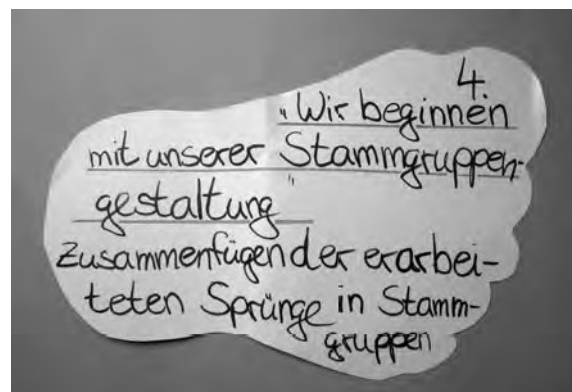 4.
„Wir beginnen
mit unserer Stammgruppen-
gestaltung"
Zusammenfügen der erarbei-
teten Sprünge in Stamm-
gruppen